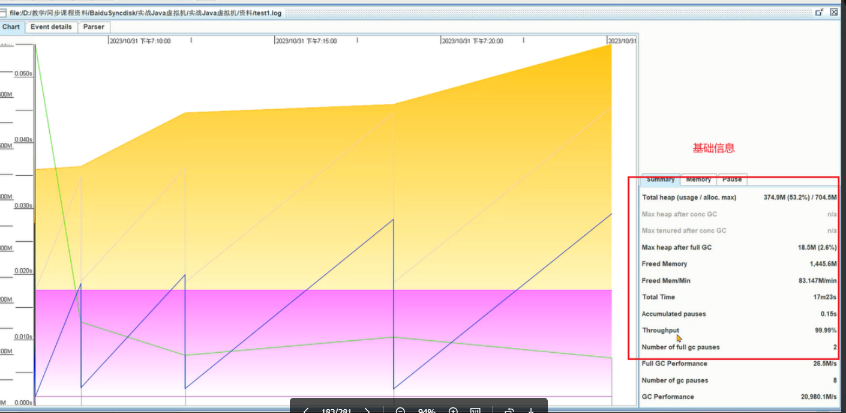 file:/D:/教学/同步课程资料/BaiduSyncdisk/实战Java虚拟机/实战Java虚拟机/资料/test1.log
Chart Event details Parser
2023/10/31 下午7:10:00 2023/10/31 下午7:15:00 2023/10/31 下午7:20:00 2023/10/31
0.050s
0.040s
0.030s
0.020s
0.010s
0.000s
基础信息
Summary Memory Pause
Total heap (usage / alloc. max) 374.9M (53.2%) / 704.5M
Max heap after conc GC n/a
Max tenured after conc GC n/a
Max heap after full GC 18.5M (2.6%)
Freed Memory 1,445.6M
Freed Mem/Min 83.147M/min
Total Time 17m23s
Accumulated pauses 0.15s
Throughput 99.99%
Number of full gc pauses 2
Full GC Performance 26.5M/s
Number of gc pauses 8
GC Performance 20,980.1M/s
183/281 94%